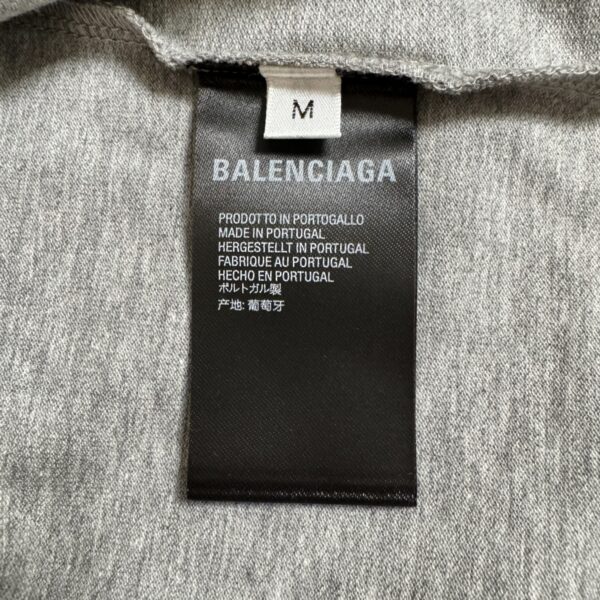 M
BALENCIAGA
PRODOTTO IN PORTOGALLO
MADE IN PORTUGAL
HERGESTELLT IN PORTUGAL
FABRIQUE AU PORTUGAL
HECHO EN PORTUGAL
ポルトガル製
产地: 葡萄牙